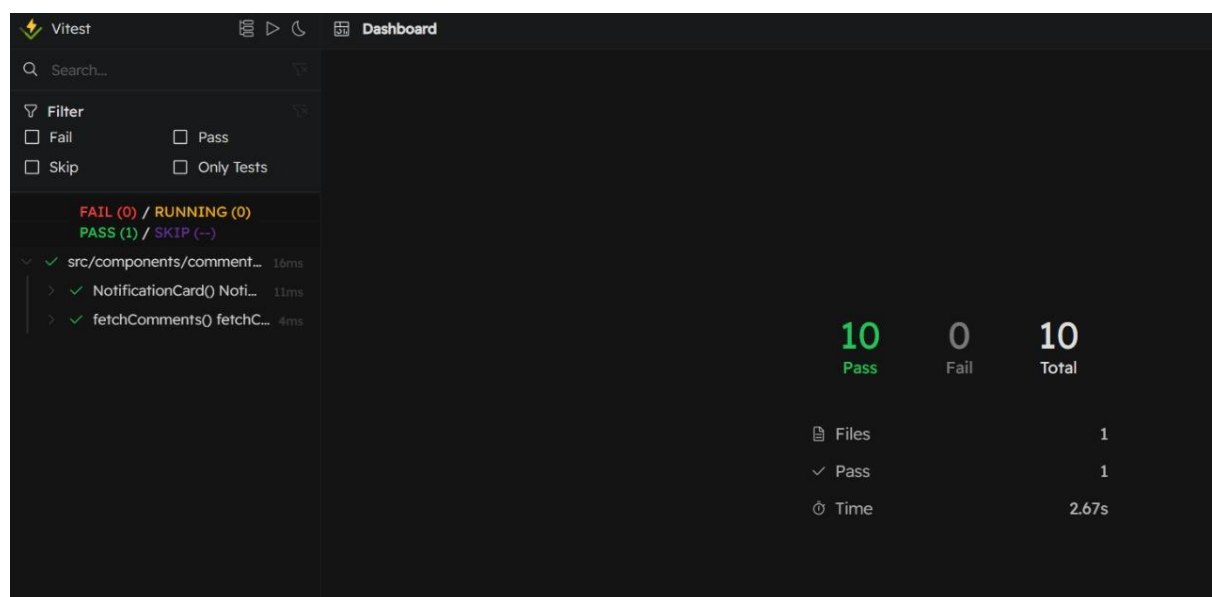 Vitest
Search...
Filter
Fail
Pass
Skip
Only Tests
FAIL (0) / RUNNING (0)
PASS (1) / SKIP (--)
src/components/comment... 16ms
NotificationCard() Noti... 11ms
fetchComments() fetchC... 4ms
Dashboard
10 0 10
Pass Fail Total
Files 1
Pass 1
Time 2.67s